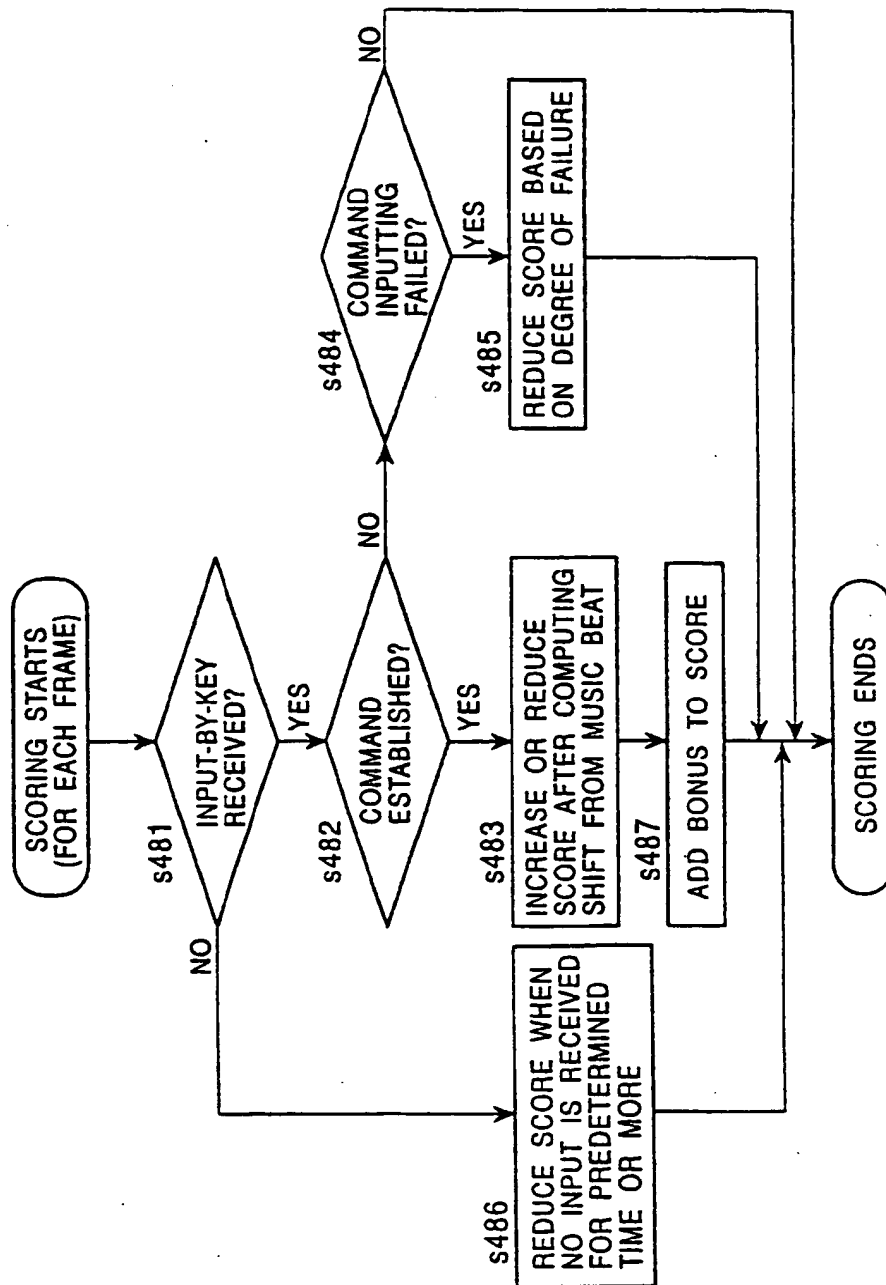 SCORING STARTS
(FOR EACH FRAME)
s481
INPUT-BY-KEY
RECEIVED?
NO
YES
s482
COMMAND
ESTABLISHED?
NO
YES
s484
COMMAND
INPUTTING
FAILED?
NO
YES
s486
REDUCE SCORE WHEN
NO INPUT IS RECEIVED
FOR PREDETERMINED
TIME OR MORE
s483
INCREASE OR REDUCE
SCORE AFTER COMPUTING
SHIFT FROM MUSIC BEAT
s485
REDUCE SCORE BASED
ON DEGREE OF FAILURE
s487
ADD BONUS TO SCORE
SCORING ENDS